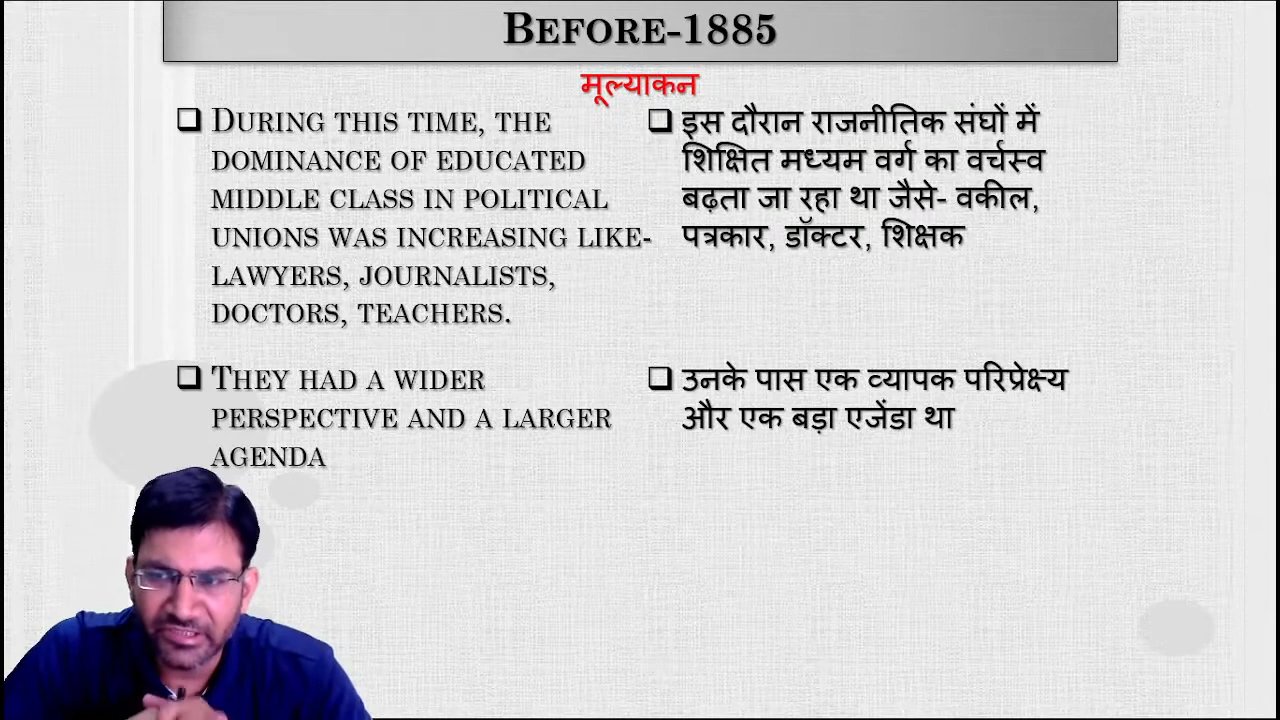 BEFORE-1885
मूल्याकन
DURING THIS TIME, THE
DOMINANCE OF EDUCATED
MIDDLE CLASS IN POLITICAL
UNIONS WAS INCREASING LIKE-
LAWYERS, JOURNALISTS,
DOCTORS, TEACHERS.
THEY HAD A WIDER
PERSPECTIVE AND A LARGER
AGENDA
इस दौरान राजनीतिक संघों में
शिक्षित मध्यम वर्ग का वर्चस्व
बढ़ता जा रहा था जैसे- वकील,
पत्रकार, डॉक्टर, शिक्षक
उनके पास एक व्यापक परिप्रेक्ष्य
और एक बड़ा एजेंडा था